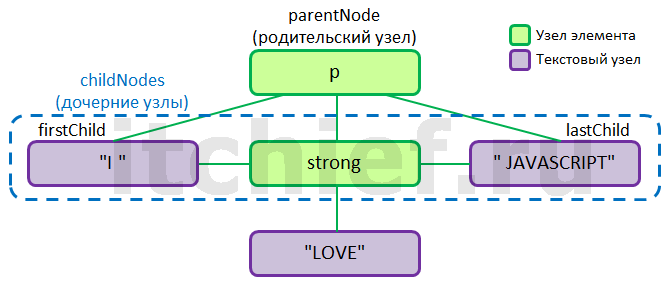 parentNode
(родительский узел)
Узел элемента
Текстовый узел
p
childNodes
(дочерние узлы)
firstChild
lastChild
"I "
strong
" JAVASCRIPT"
itchief.ru
"LOVE"